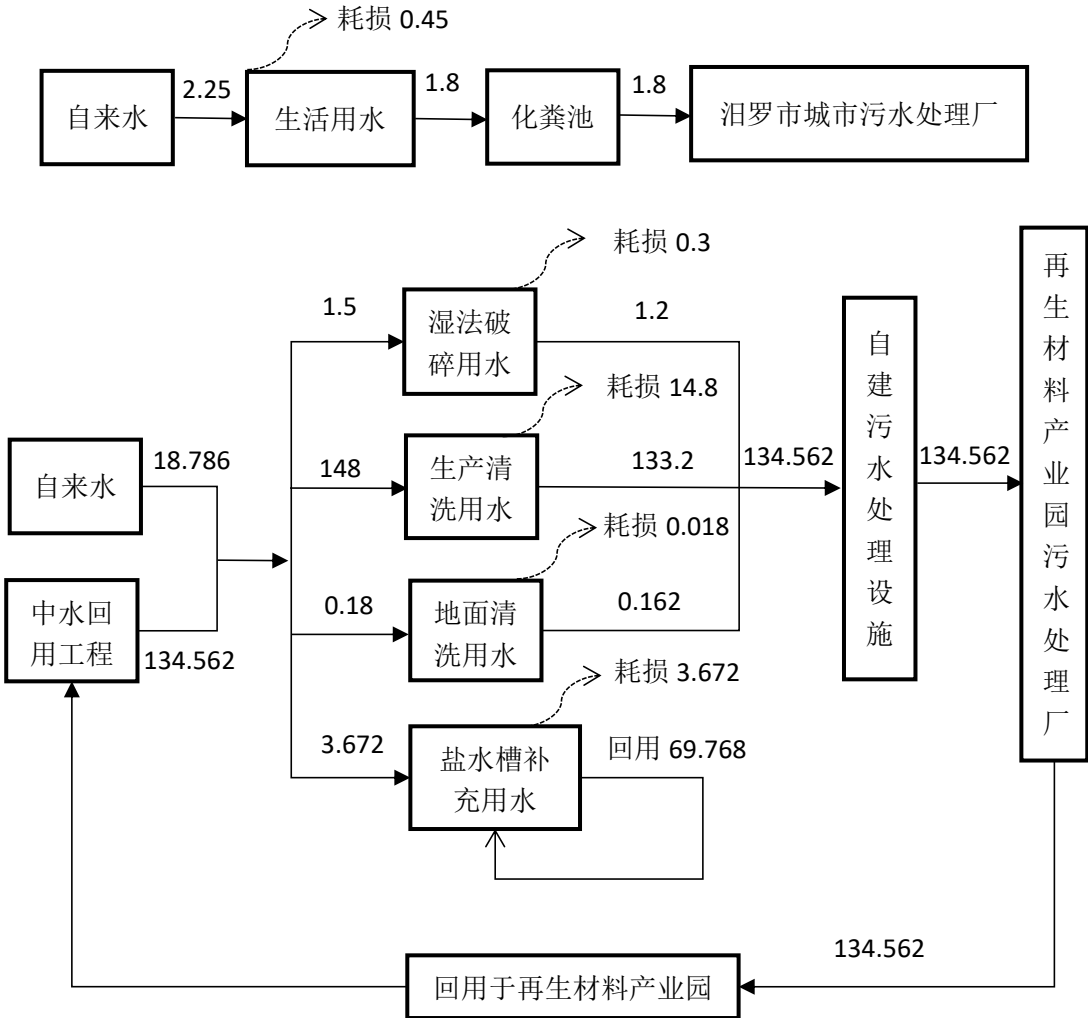 耗损 0.45
自来水
2.25
生活用水
1.8
化粪池
1.8
汨罗市城市污水处理厂
耗损 0.3
1.5
湿法破
碎用水
1.2
耗损 14.8
自来水
18.786
148
生产清
洗用水
133.2
134.562
自建污水处理设施
134.562
再生材料产业园污水处理厂
耗损 0.018
中水回
用工程
134.562
0.18
地面清
洗用水
0.162
耗损 3.672
3.672
盐水槽补
充用水
回用 69.768
134.562
回用于再生材料产业园